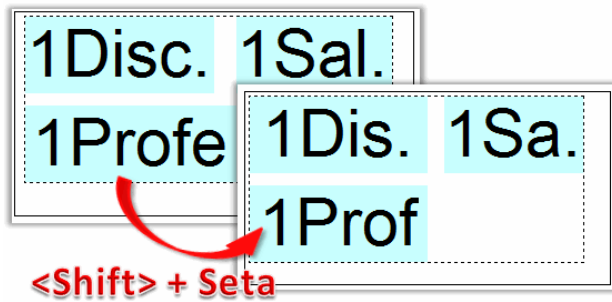 1Disc. 1Sal.
1Profe
1Dis. 1Sa.
1Prof
<Shift> + Seta